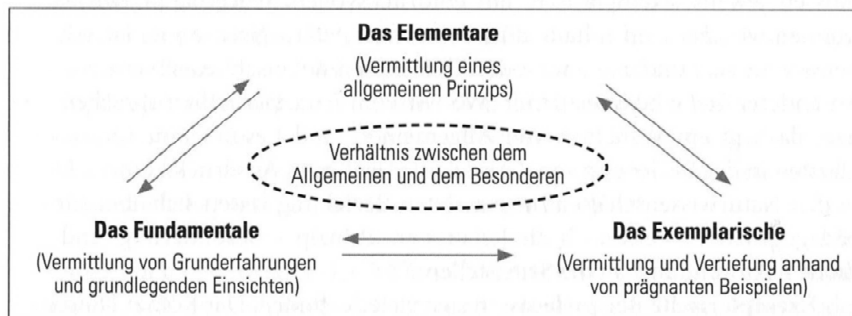 Das Elementare
(Vermittlung eines
allgemeinen Prinzips)
Verhältnis zwischen dem
Allgemeinen und dem Besonderen
Das Fundamentale
(Vermittlung von Grunderfahrungen
und grundlegenden Einsichten)
Das Exemplarische
(Vermittlung und Vertiefung anhand
von prägnanten Beispielen)